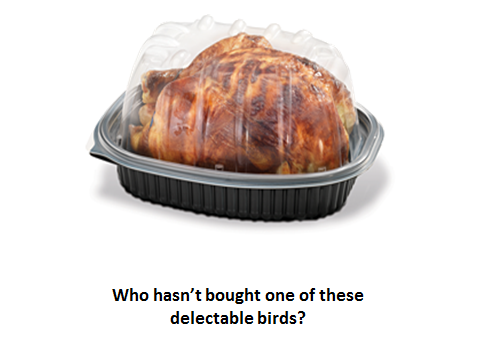 Who hasn’t bought one of these
delectable birds?